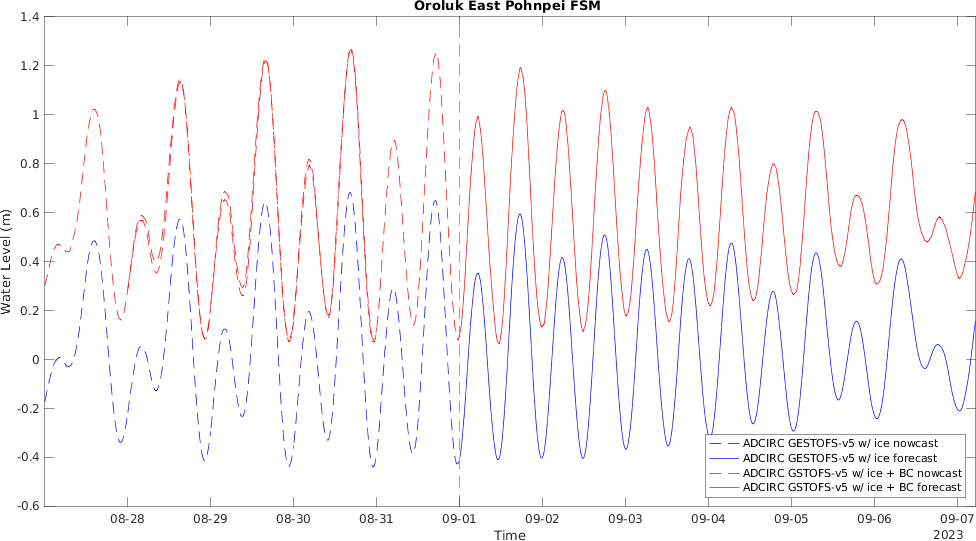 Oroluk East Pohnpei FSM
1.4
1.2
1
0.8
0.6
0.4
0.2
0
-0.2
-0.4
-0.6
Water Level (m)
08-28 08-29 08-30 08-31 09-01 09-02 09-03 09-04 09-05 09-06 09-07
Time
2023
ADCIRC GESTOFS-v5 w/ ice nowcast
ADCIRC GESTOFS-v5 w/ ice forecast
ADCIRC GSTOFS-v5 w/ ice + BC nowcast
ADCIRC GSTOFS-v5 w/ ice + BC forecast